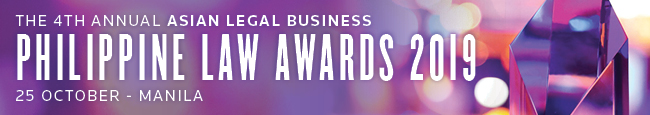 THE 4TH ANNUAL ASIAN LEGAL BUSINESS
PHILIPPINE LAW AWARDS 2019
25 OCTOBER - MANILA